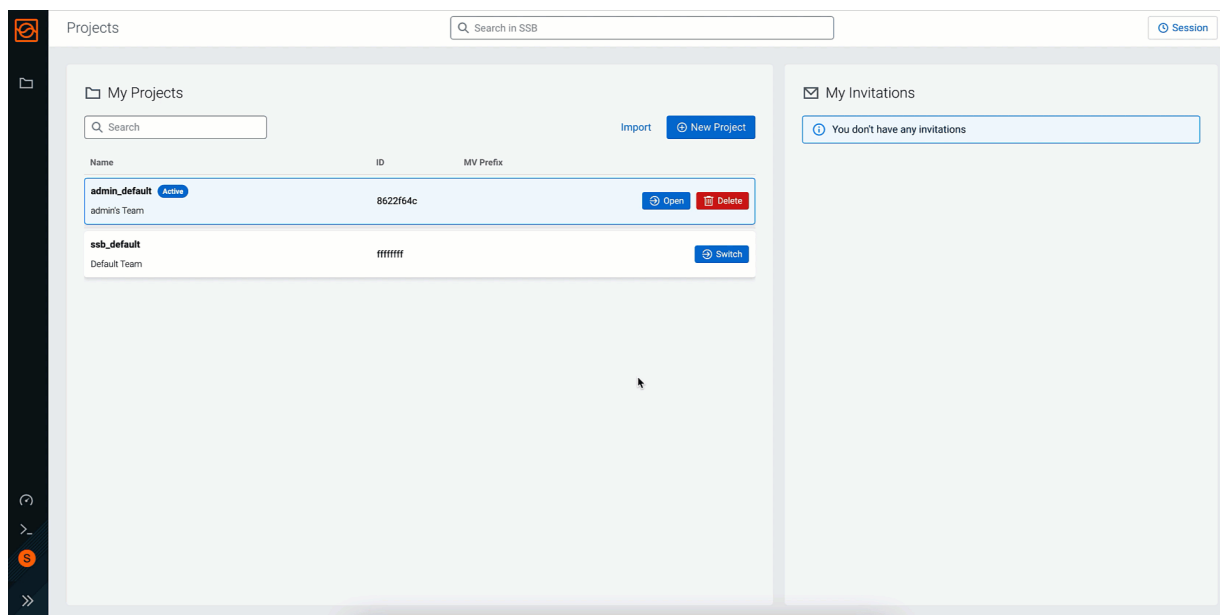 Projects
Search in SSB
Session
My Projects
Search
Import
New Project
Name ID MV Prefix
admin_default Active
admin's Team
8622f64c
Open
Delete
ssb_default
Default Team
ffffffff
Switch
My Invitations
You don't have any invitations
>_
S